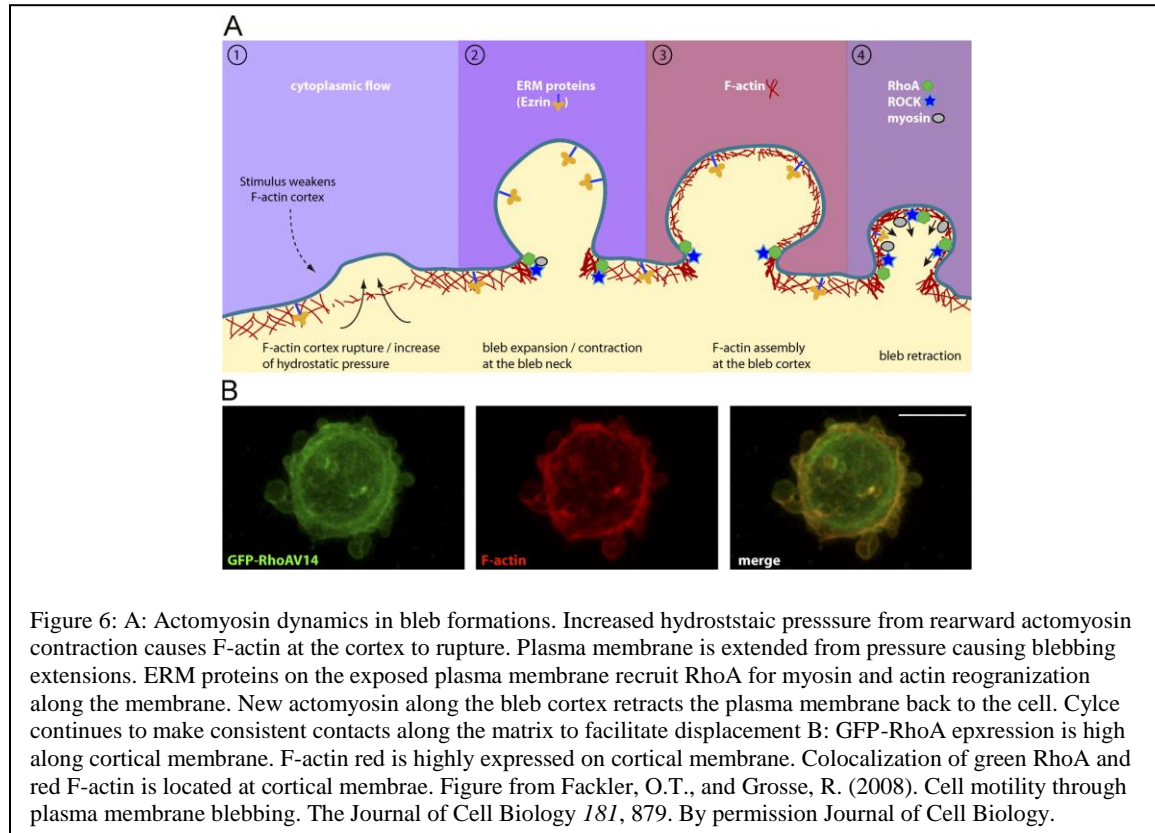 A
① ② ③ ④
cytoplasmic flow
ERM proteins
(Ezrin )
F-actin
RhoA
ROCK
myosin
Stimulus weakens
F-actin cortex
F-actin cortex rupture / increase
of hydrostatic pressure
bleb expansion / contraction
at the bleb neck
F-actin assembly
at the bleb cortex
bleb retraction
B
GFP-RhoAV14
F-actin
merge
Figure 6: A: Actomyosin dynamics in bleb formations. Increased hydroststaic presssure from rearward actomyosin
contraction causes F-actin at the cortex to rupture. Plasma membrane is extended from pressure causing blebbing
extensions. ERM proteins on the exposed plasma membrane recruit RhoA for myosin and actin reogranization
along the membrane. New actomyosin along the bleb cortex retracts the plasma membrane back to the cell. Cylce
continues to make consistent contacts along the matrix to facilitate displacement B: GFP-RhoA epxression is high
along cortical membrane. F-actin red is highly expressed on cortical membrane. Colocalization of green RhoA and
red F-actin is located at cortical membrae. Figure from Fackler, O.T., and Grosse, R. (2008). Cell motility through
plasma membrane blebbing. The Journal of Cell Biology 181, 879. By permission Journal of Cell Biology.